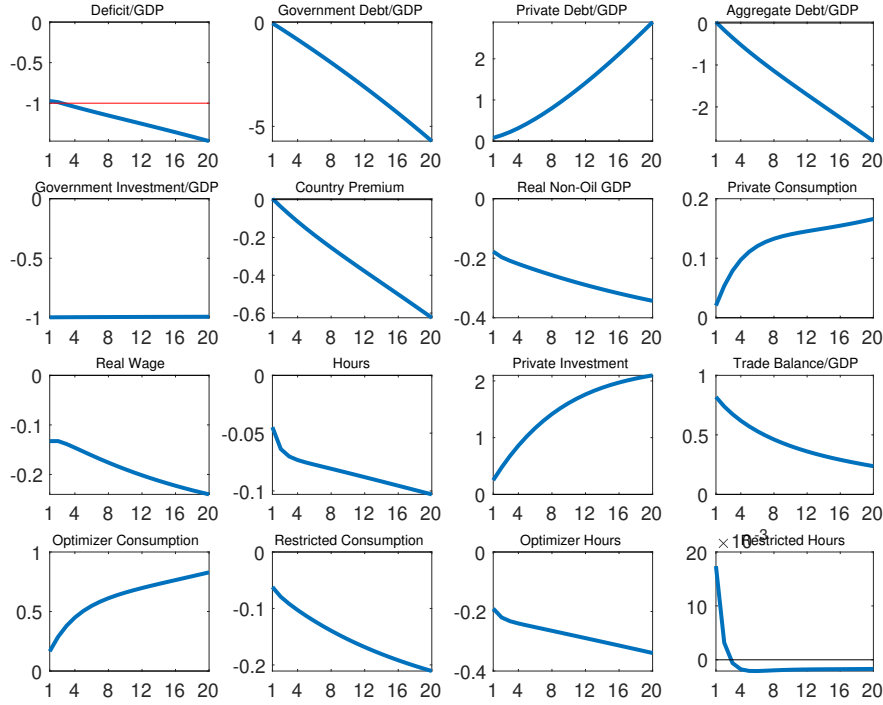 Deficit/GDP
0
-0.5
-1
1 4 8 12 16 20
Government Debt/GDP
0
-5
1 4 8 12 16 20
Private Debt/GDP
2
1
0
1 4 8 12 16 20
Aggregate Debt/GDP
0
-1
-2
1 4 8 12 16 20
Government Investment/GDP
0
-0.5
-1
1 4 8 12 16 20
Country Premium
0
-0.2
-0.4
-0.6
1 4 8 12 16 20
Real Non-Oil GDP
0
-0.2
-0.4
1 4 8 12 16 20
Private Consumption
0.2
0.1
0
1 4 8 12 16 20
Real Wage
0
-0.1
-0.2
1 4 8 12 16 20
Hours
0
-0.05
-0.1
1 4 8 12 16 20
Private Investment
2
1
0
1 4 8 12 16 20
Trade Balance/GDP
1
0.5
0
1 4 8 12 16 20
Optimizer Consumption
1
0.5
0
1 4 8 12 16 20
Restricted Consumption
0
-0.1
-0.2
1 4 8 12 16 20
Optimizer Hours
0
-0.2
-0.4
1 4 8 12 16 20
×10⁻³
Restricted Hours
20
10
0
1 4 8 12 16 20